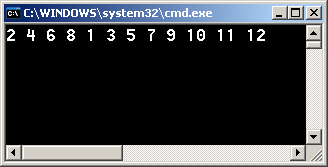 C:\WINDOWS\system32\cmd.exe
2 4 6 8 1 3 5 7 9 10 11 12